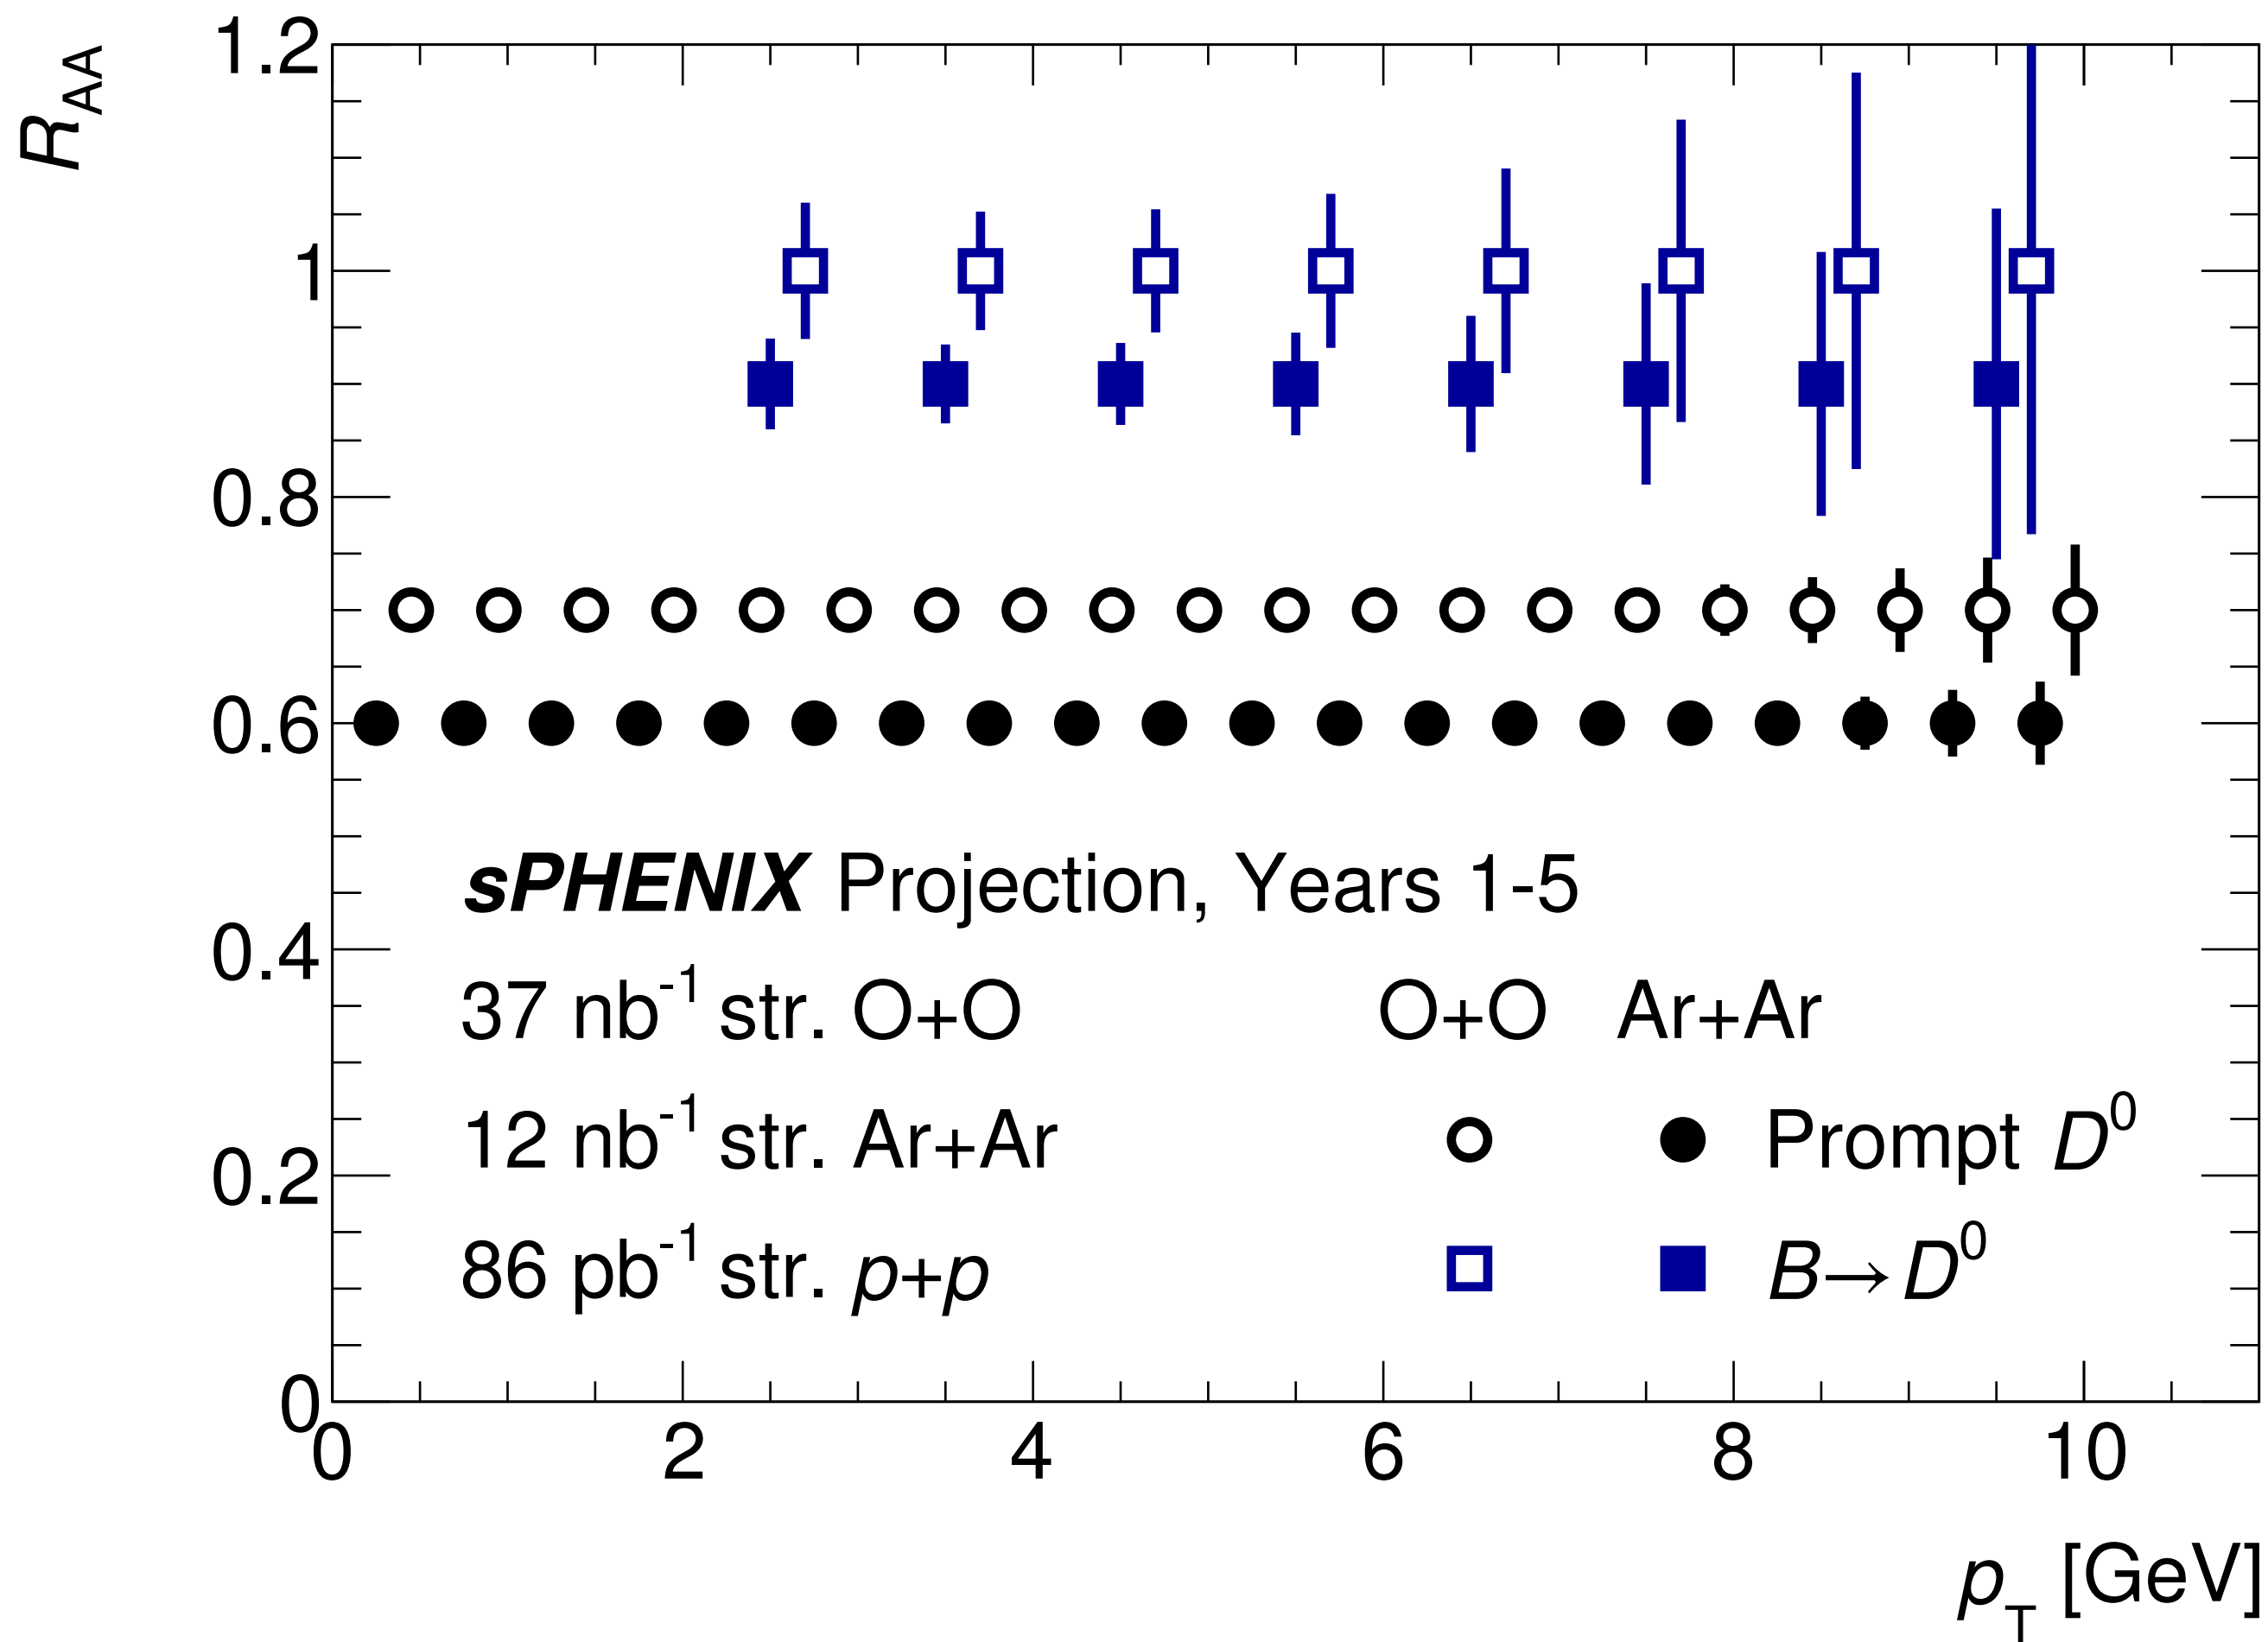 R_AA
1.2
1
0.8
0.6
0.4
0.2
0
sPHENIX Projection, Years 1-5
37 nb^-1 str. O+O
12 nb^-1 str. Ar+Ar
86 pb^-1 str. p+p
O+O Ar+Ar
Prompt D^0
B→D^0
0 2 4 6 8 10
p_T [GeV]